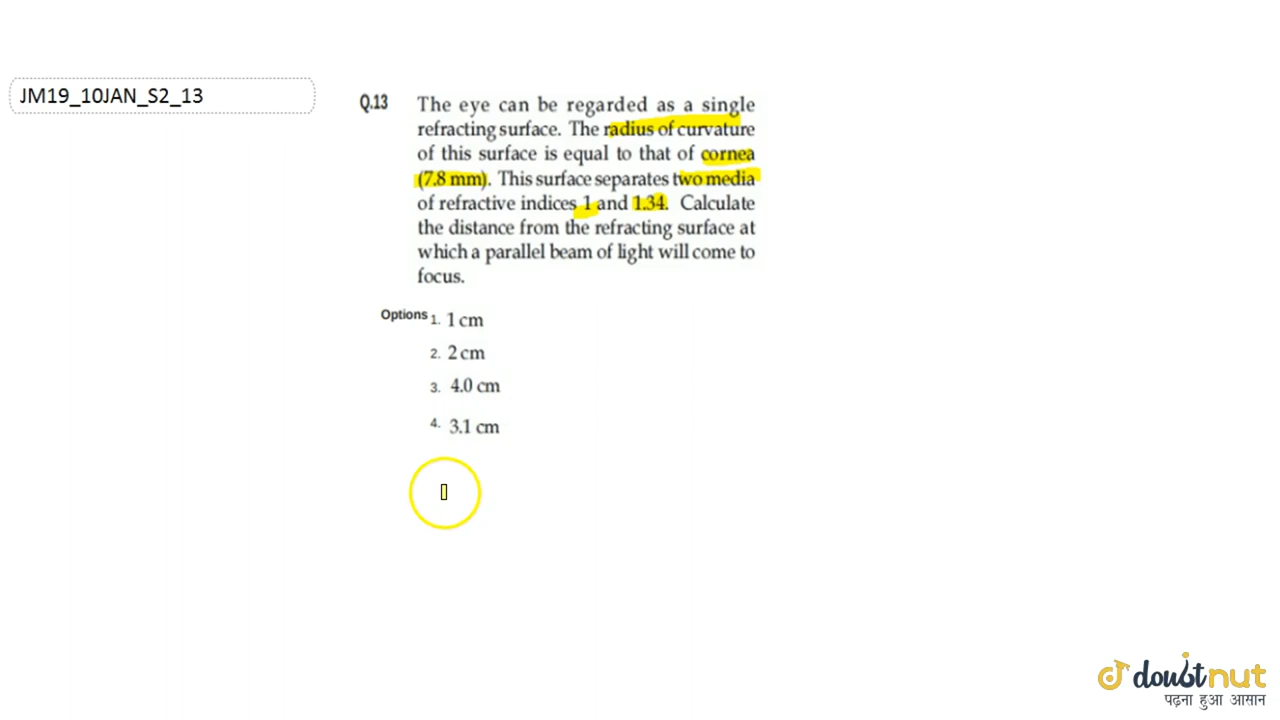 JM19_10JAN_S2_13
Q.13 The eye can be regarded as a single
refracting surface. The radius of curvature
of this surface is equal to that of cornea
(7.8 mm). This surface separates two media
of refractive indices 1 and 1.34. Calculate
the distance from the refracting surface at
which a parallel beam of light will come to
focus.
Options 1. 1 cm
2. 2 cm
3. 4.0 cm
4. 3.1 cm
doubtnut
पढ़ना हुआ आसान